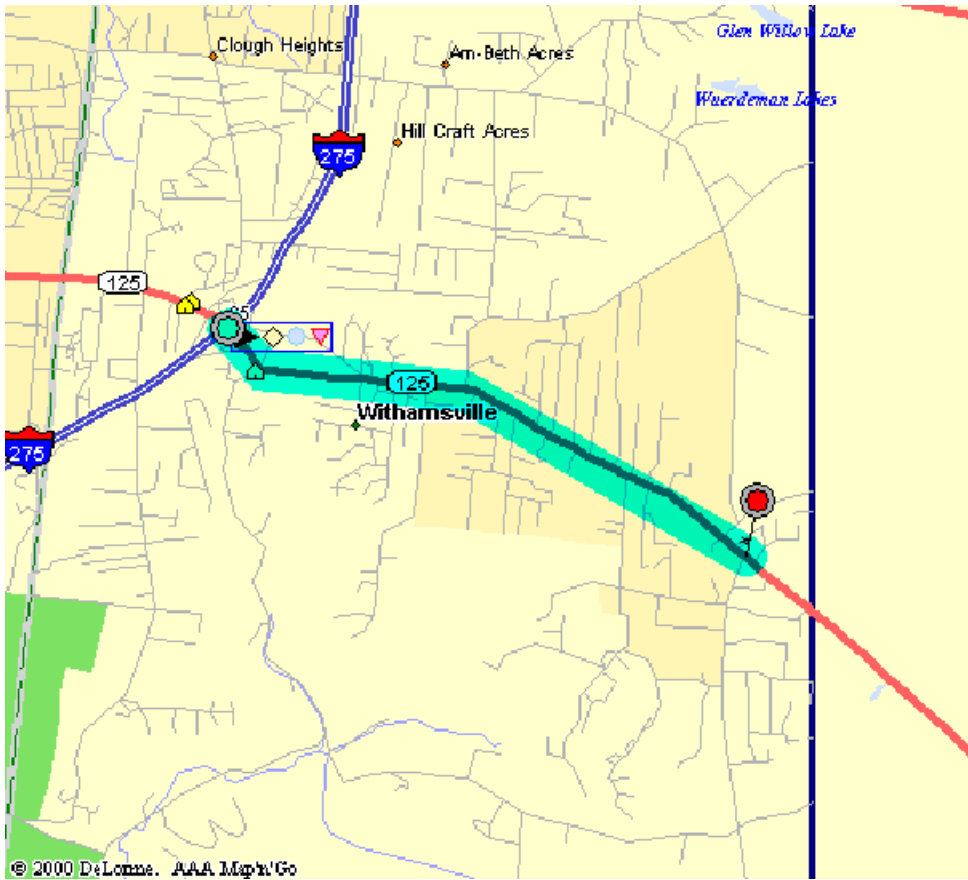 Glen Willow Lake
Clough Heights
Am-Beth Acres
Wuerdeman Lakes
Hill Craft Acres
275
125
125
Withamsville
275
© 2000 DeLorme. AAA Map'n'Go